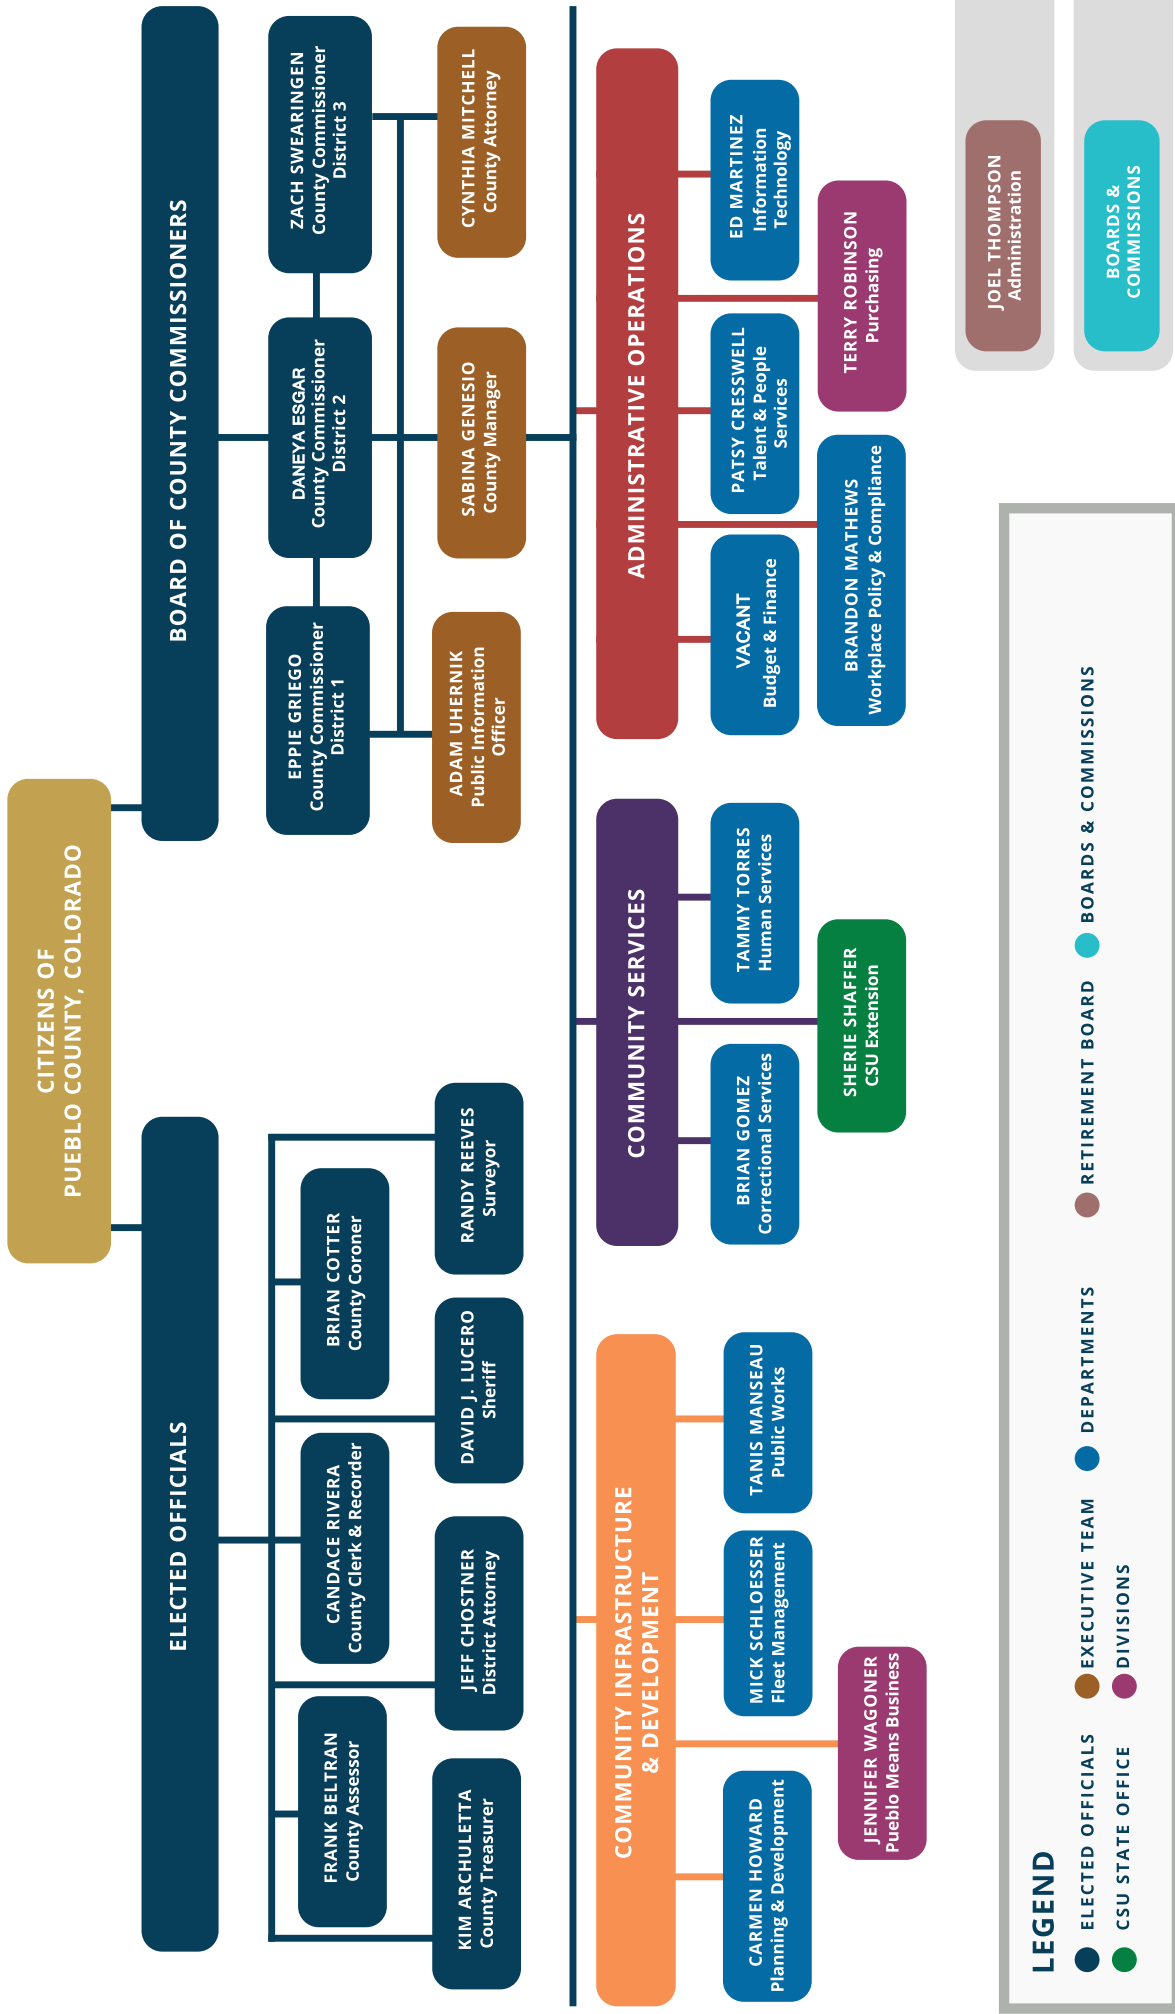 CITIZENS OF
PUEBLO COUNTY, COLORADO
ELECTED OFFICIALS
BOARD OF COUNTY COMMISSIONERS
FRANK BELTRAN
County Assessor
CANDACE RIVERA
County Clerk & Recorder
BRIAN COTTER
County Coroner
KIM ARCHULETTA
County Treasurer
JEFF CHOSTNER
District Attorney
DAVID J. LUCERO
Sheriff
RANDY REEVES
Surveyor
EPPIE GRIEGO
County Commissioner
District 1
DANEYA ESGAR
County Commissioner
District 2
ZACH SWEARINGEN
County Commissioner
District 3
ADAM UHERNIK
Public Information
Officer
SABINA GENESIO
County Manager
CYNTHIA MITCHELL
County Attorney
COMMUNITY INFRASTRUCTURE
& DEVELOPMENT
CARMEN HOWARD
Planning & Development
MICK SCHLOESSER
Fleet Management
TANIS MANSEAU
Public Works
JENNIFER WAGONER
Pueblo Means Business
COMMUNITY SERVICES
BRIAN GOMEZ
Correctional Services
TAMMY TORRES
Human Services
SHERIE SHAFFER
CSU Extension
ADMINISTRATIVE OPERATIONS
VACANT
Budget & Finance
PATSY CRESSWELL
Talent & People
Services
ED MARTINEZ
Information
Technology
BRANDON MATHEWS
Workplace Policy & Compliance
TERRY ROBINSON
Purchasing
JOEL THOMPSON
Administration
BOARDS &
COMMISSIONS
LEGEND
ELECTED OFFICIALS
EXECUTIVE TEAM
DEPARTMENTS
RETIREMENT BOARD
BOARDS & COMMISSIONS
CSU STATE OFFICE
DIVISIONS